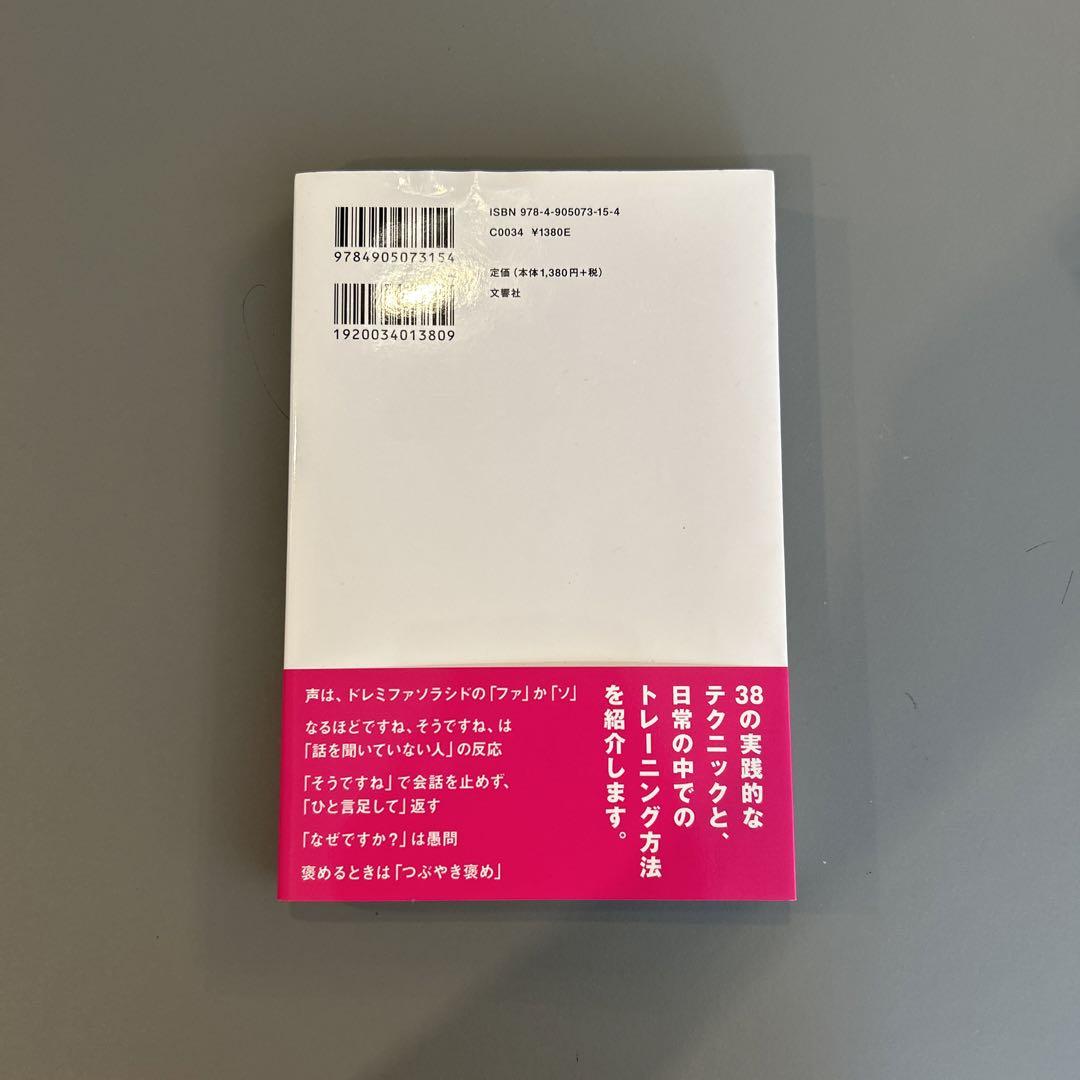 ISBN 978-4-905073-15-4
C0034 ¥1380E
9784905073154
定価（本体1,380円+税）
文響社
1920034013809
38の実践的な
テクニックと、
日常の中での
トレーニング方法
を紹介します。
声は、ドレミファソラシドの「ファ」か「ソ」
なるほどですね、そうですね、は
「話を聞いていない人」の反応
「そうですね」で会話を止めず、
「ひと言足して」返す
「なぜですか？」は愚問
褒めるときは「つぶやき褒め」